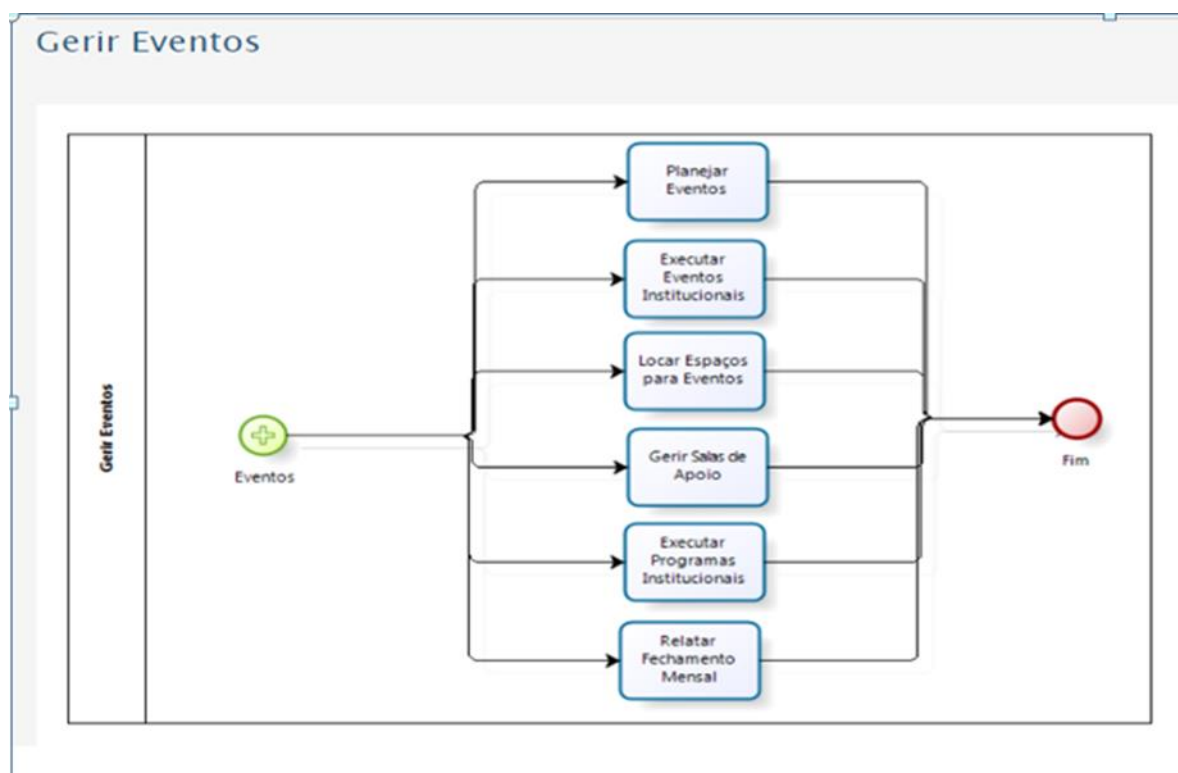 Gerir Eventos
Gerir Eventos
Eventos
Planejar
Eventos
Executar
Eventos
Institucionais
Locar Espaços
para Eventos
Gerir Salas de
Apoio
Executar
Programas
Institucionais
Relatar
Fechamento
Mensal
Fim